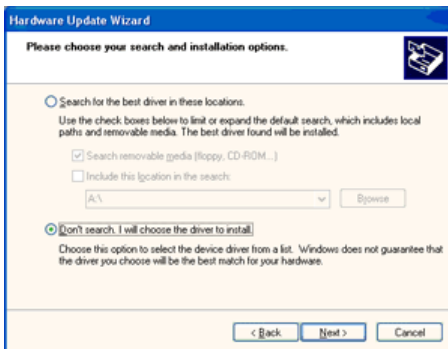 Hardware Update Wizard
Please choose your search and installation options.
Search for the best driver in these locations.
Use the check boxes below to limit or expand the default search, which includes local
paths and removable media. The best driver found will be installed.
Search removable media (floppy, CD-ROM...)
Include this location in the search:
A:\
Browse
Don't search. I will choose the driver to install.
Choose this option to select the device driver from a list. Windows does not guarantee that
the driver you choose will be the best match for your hardware.
< Back
Next >
Cancel